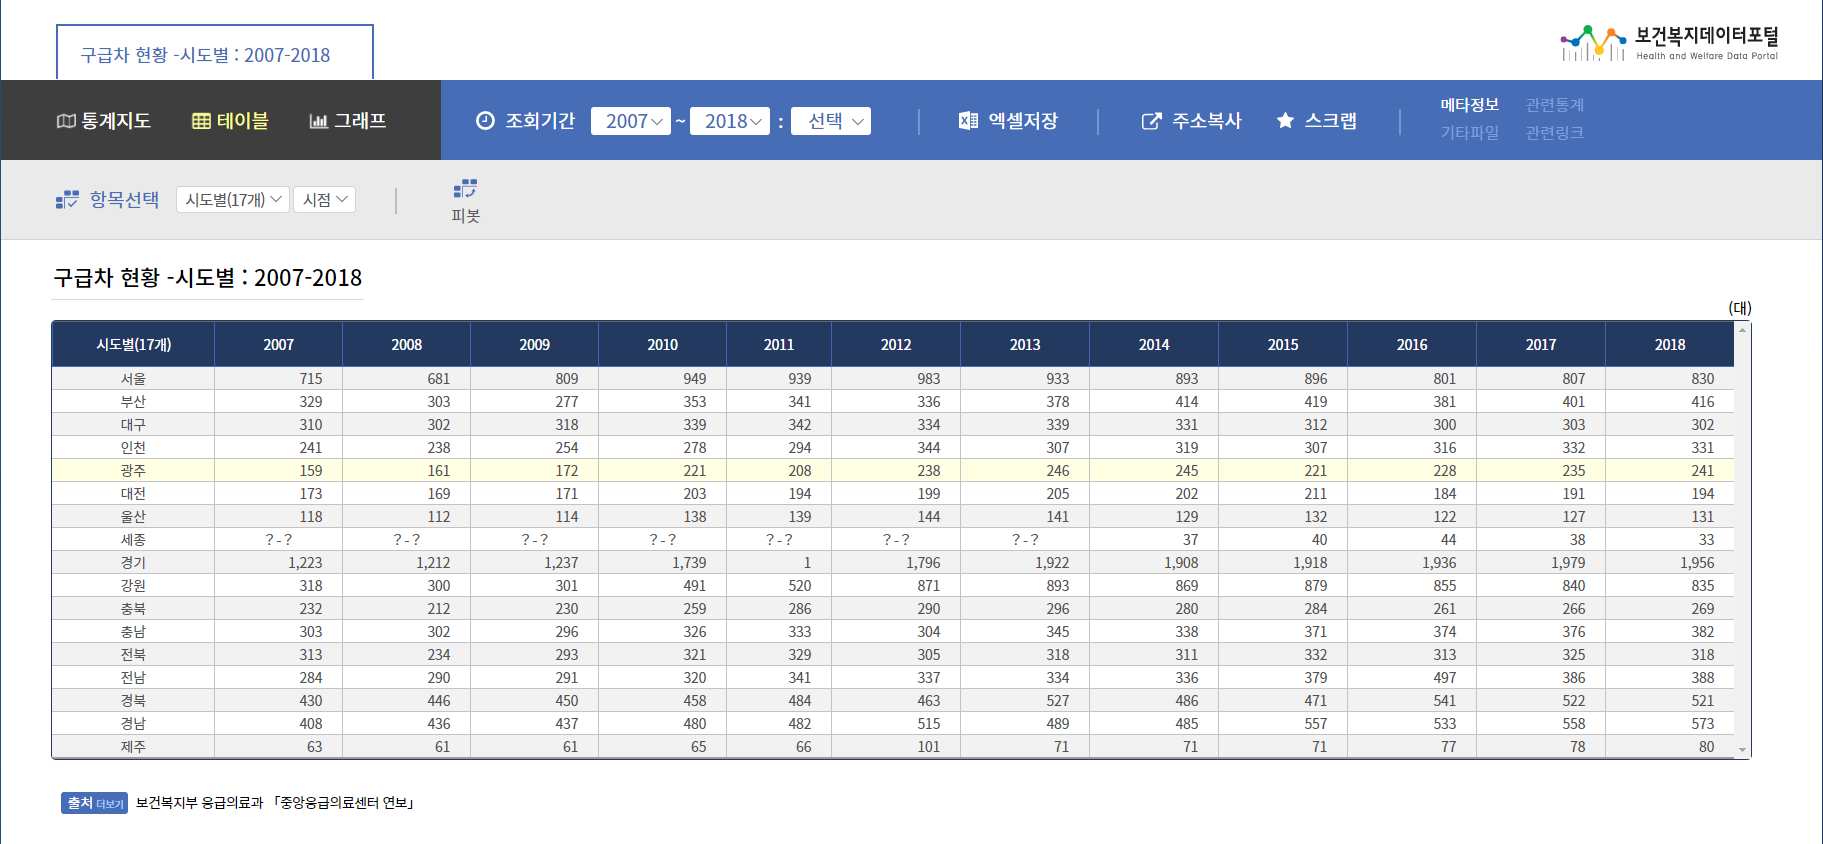 구급차 현황 -시도별 : 2007-2018
보건복지데이터포털
Health and Welfare Data Portal
통계지도 테이블 그래프 조회기간 2007 ~ 2018 : 선택 엑셀저장 주소복사 스크랩 메타정보 관련통계
기타파일 관련링크
항목선택 시도별(17개) 시점 피봇
구급차 현황 -시도별 : 2007-2018
(대)
시도별(17개) 2007 2008 2009 2010 2011 2012 2013 2014 2015 2016 2017 2018
서울 715 681 809 949 939 983 933 893 896 801 807 830
부산 329 303 277 353 341 336 378 414 419 381 401 416
대구 310 302 318 339 342 334 339 331 312 300 303 302
인천 241 238 254 278 294 344 307 319 307 316 332 331
광주 159 161 172 221 208 238 246 245 221 228 235 241
대전 173 169 171 203 194 199 205 202 211 184 191 194
울산 118 112 114 138 139 144 141 129 132 122 127 131
세종 ?-? ?-? ?-? ?-? ?-? ?-? ?-? 37 40 44 38 33
경기 1,223 1,212 1,237 1,739 1 1,796 1,922 1,908 1,918 1,936 1,979 1,956
강원 318 300 301 491 520 871 893 869 879 855 840 835
충북 232 212 230 259 286 290 296 280 284 261 266 269
충남 303 302 296 326 333 304 345 338 371 374 376 382
전북 313 234 293 321 329 305 318 311 332 313 325 318
전남 284 290 291 320 341 337 334 336 379 497 386 388
경북 430 446 450 458 484 463 527 486 471 541 522 521
경남 408 436 437 480 482 515 489 485 557 533 558 573
제주 63 61 61 65 66 101 71 71 71 77 78 80
출처 더보기 보건복지부 응급의료과 「중앙응급의료센터 연보」